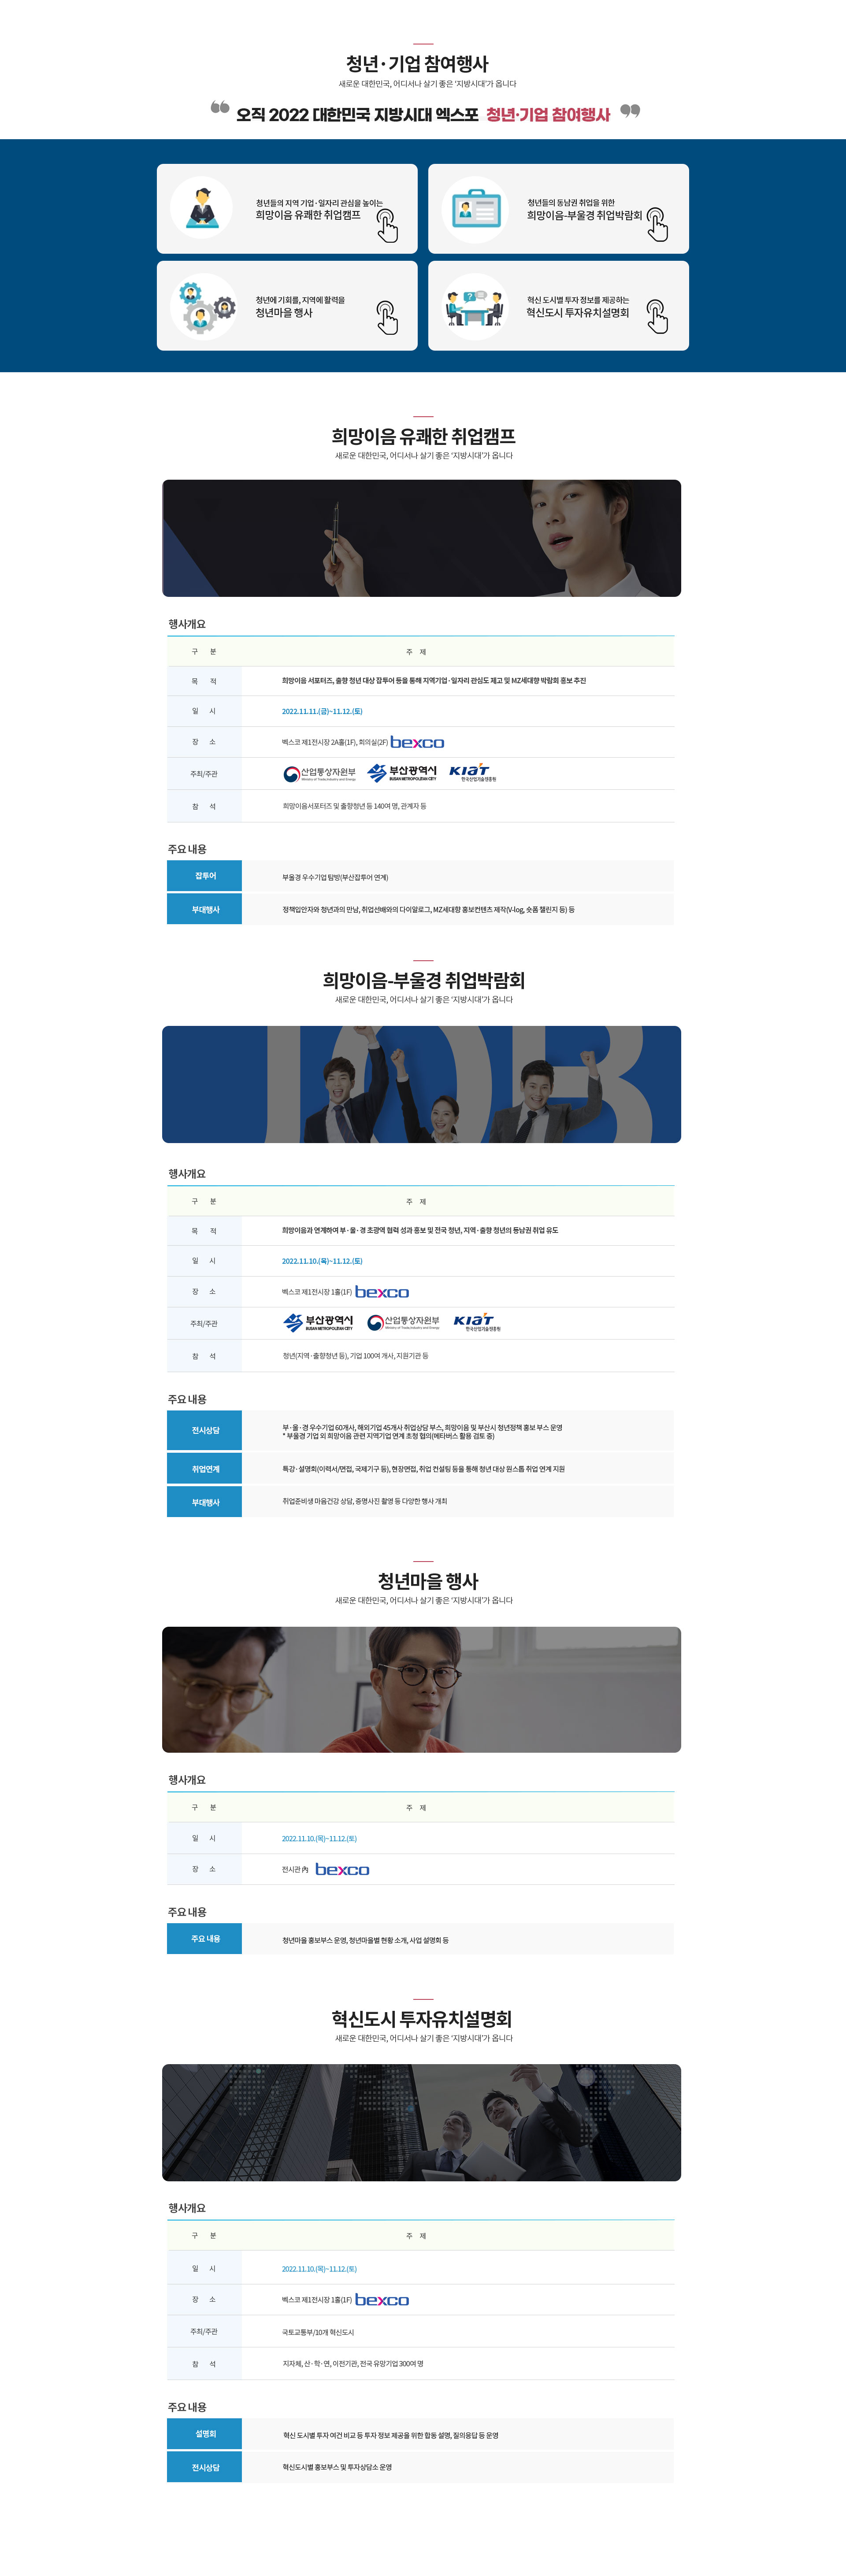 청년·기업 참여행사
새로운 대한민국, 어디서나 살기 좋은 '지방시대'가 옵니다
오직 2022 대한민국 지방시대 엑스포 청년·기업 참여행사
청년들의 지역 기업·일자리 관심을 높이는
희망이음 유쾌한 취업캠프
청년들의 동남권 취업을 위한
희망이음-부울경 취업박람회
청년에 기회를, 지역에 활력을
청년마을 행사
혁신 도시별 투자 정보를 제공하는
혁신도시 투자유치설명회
희망이음 유쾌한 취업캠프
새로운 대한민국, 어디서나 살기 좋은 '지방시대'가 옵니다
행사개요
구 분 주 제
목 적 희망이음 서포터즈, 출향 청년 대상 잡투어 등을 통해 지역기업·일자리 관심도 제고 및 MZ세대향 박람회 홍보 추진
일 시 2022.11.11.(금)~11.12.(토)
장 소 벡스코 제1전시장 2A홀(1F), 회의실(2F) bexco
주최/주관 산업통상자원부 Ministry of Trade, Industry and Energy 부산광역시 BUSAN METROPOLITAN CITY KIAT 한국산업기술진흥원
참 석 희망이음서포터즈 및 출향청년 등 140여 명, 관계자 등
주요 내용
잡투어 부울경 우수기업 탐방(부산잡투어 연계)
부대행사 정책입안자와 청년과의 만남, 취업선배와의 다이알로그, MZ세대향 홍보컨텐츠 제작(V-log, 숏폼 챌린지 등) 등
희망이음-부울경 취업박람회
새로운 대한민국, 어디서나 살기 좋은 '지방시대'가 옵니다
JOB
행사개요
구 분 주 제
목 적 희망이음과 연계하여 부·울·경 초광역 협력 성과 홍보 및 전국 청년, 지역·출향 청년의 동남권 취업 유도
일 시 2022.11.10.(목)~11.12.(토)
장 소 벡스코 제1전시장 1홀(1F) bexco
주최/주관 부산광역시 BUSAN METROPOLITAN CITY 산업통상자원부 Ministry of Trade, Industry and Energy KIAT 한국산업기술진흥원
참 석 청년(지역·출향청년 등), 기업 100여 개사, 지원기관 등
주요 내용
전시상담 부·울·경 우수기업 60개사, 해외기업 45개사 취업상담 부스, 희망이음 및 부산시 청년정책 홍보 부스 운영
* 부울경 기업 외 희망이음 관련 지역기업 연계 초청 협의(메타버스 활용 검토 중)
취업연계 특강·설명회(이력서/면접, 국제기구 등), 현장면접, 취업 컨설팅 등을 통해 청년 대상 원스톱 취업 연계 지원
부대행사 취업준비생 마음건강 상담, 증명사진 촬영 등 다양한 행사 개최
청년마을 행사
새로운 대한민국, 어디서나 살기 좋은 '지방시대'가 옵니다
행사개요
구 분 주 제
일 시 2022.11.10.(목)~11.12.(토)
장 소 전시관 內 bexco
주요 내용
주요 내용 청년마을 홍보부스 운영, 청년마을별 현황 소개, 사업 설명회 등
혁신도시 투자유치설명회
새로운 대한민국, 어디서나 살기 좋은 '지방시대'가 옵니다
행사개요
구 분 주 제
일 시 2022.11.10.(목)~11.12.(토)
장 소 벡스코 제1전시장 1홀(1F) bexco
주최/주관 국토교통부/10개 혁신도시
참 석 지자체, 산·학·연, 이전기관, 전국 유망기업 300여 명
주요 내용
설명회 혁신 도시별 투자 여건 비교 등 투자 정보 제공을 위한 합동 설명, 질의응답 등 운영
전시상담 혁신도시별 홍보부스 및 투자상담소 운영